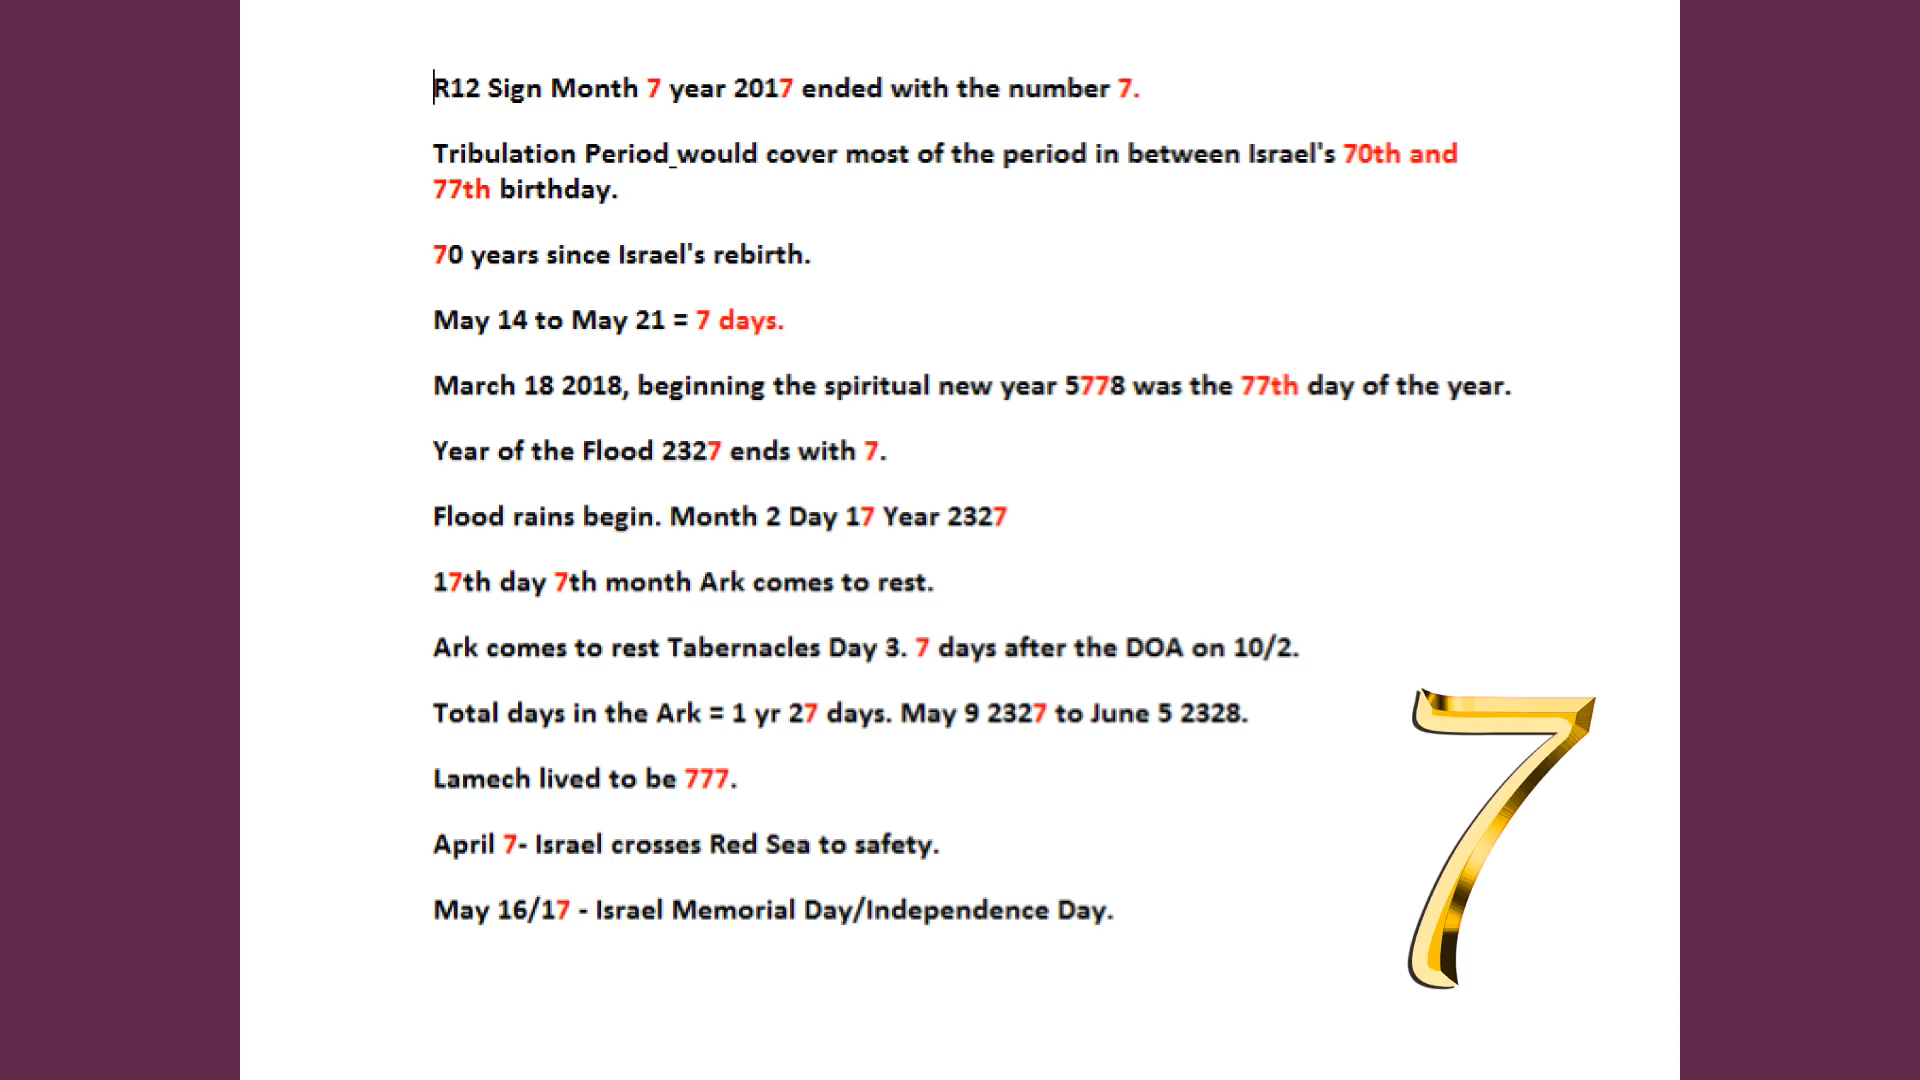 R12 Sign Month 7 year 2017 ended with the number 7.
Tribulation Period would cover most of the period in between Israel's 70th and
77th birthday.
70 years since Israel's rebirth.
May 14 to May 21 = 7 days.
March 18 2018, beginning the spiritual new year 5778 was the 77th day of the year.
Year of the Flood 2327 ends with 7.
Flood rains begin. Month 2 Day 17 Year 2327
17th day 7th month Ark comes to rest.
Ark comes to rest Tabernacles Day 3. 7 days after the DOA on 10/2.
Total days in the Ark = 1 yr 27 days. May 9 2327 to June 5 2328.
Lamech lived to be 777.
April 7- Israel crosses Red Sea to safety.
May 16/17 - Israel Memorial Day/Independence Day.
7